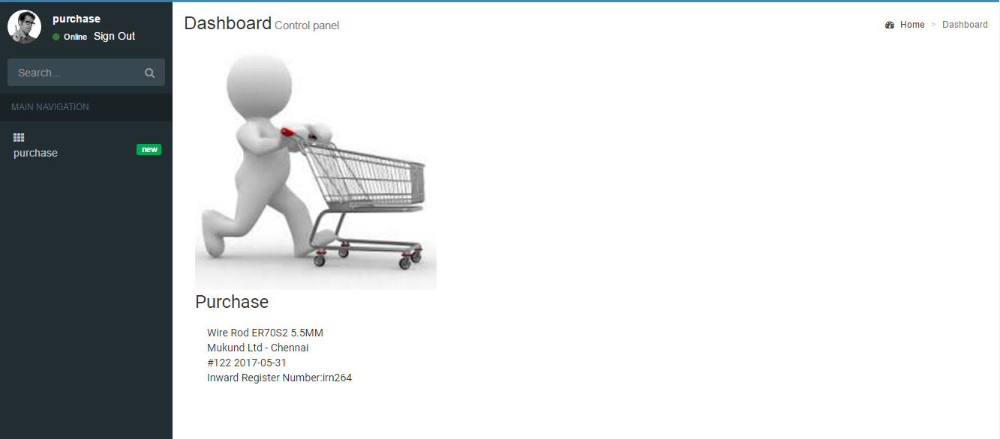 purchase
Online Sign Out
Search...
MAIN NAVIGATION
purchase new
Dashboard Control panel
Home > Dashboard
Purchase
Wire Rod ER70S2 5.5MM
Mukund Ltd - Chennai
#122 2017-05-31
Inward Register Number:irn264